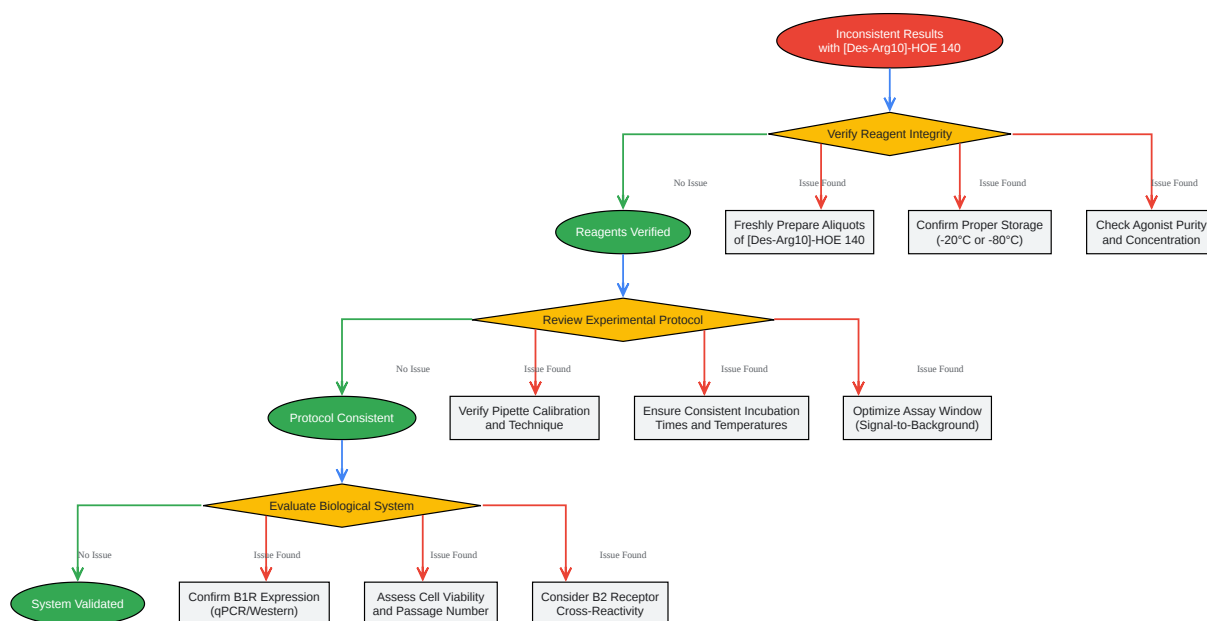 Inconsistent Results
with [Des-Arg10]-HOE 140
Verify Reagent Integrity
No Issue
Issue Found
Issue Found
Issue Found
Reagents Verified
Freshly Prepare Aliquots
of [Des-Arg10]-HOE 140
Confirm Proper Storage
(-20°C or -80°C)
Check Agonist Purity
and Concentration
Review Experimental Protocol
No Issue
Issue Found
Issue Found
Issue Found
Protocol Consistent
Verify Pipette Calibration
and Technique
Ensure Consistent Incubation
Times and Temperatures
Optimize Assay Window
(Signal-to-Background)
Evaluate Biological System
No Issue
Issue Found
Issue Found
Issue Found
System Validated
Confirm B1R Expression
(qPCR/Western)
Assess Cell Viability
and Passage Number
Consider B2 Receptor
Cross-Reactivity